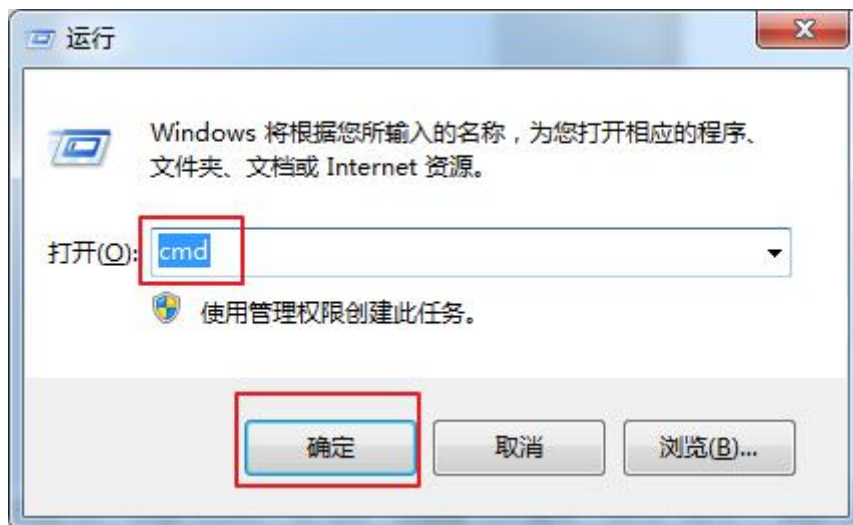 运行
Windows 将根据您所输入的名称，为您打开相应的程序、
文件夹、文档或 Internet 资源。
打开(O): cmd
使用管理权限创建此任务。
确定 取消 浏览(B)...